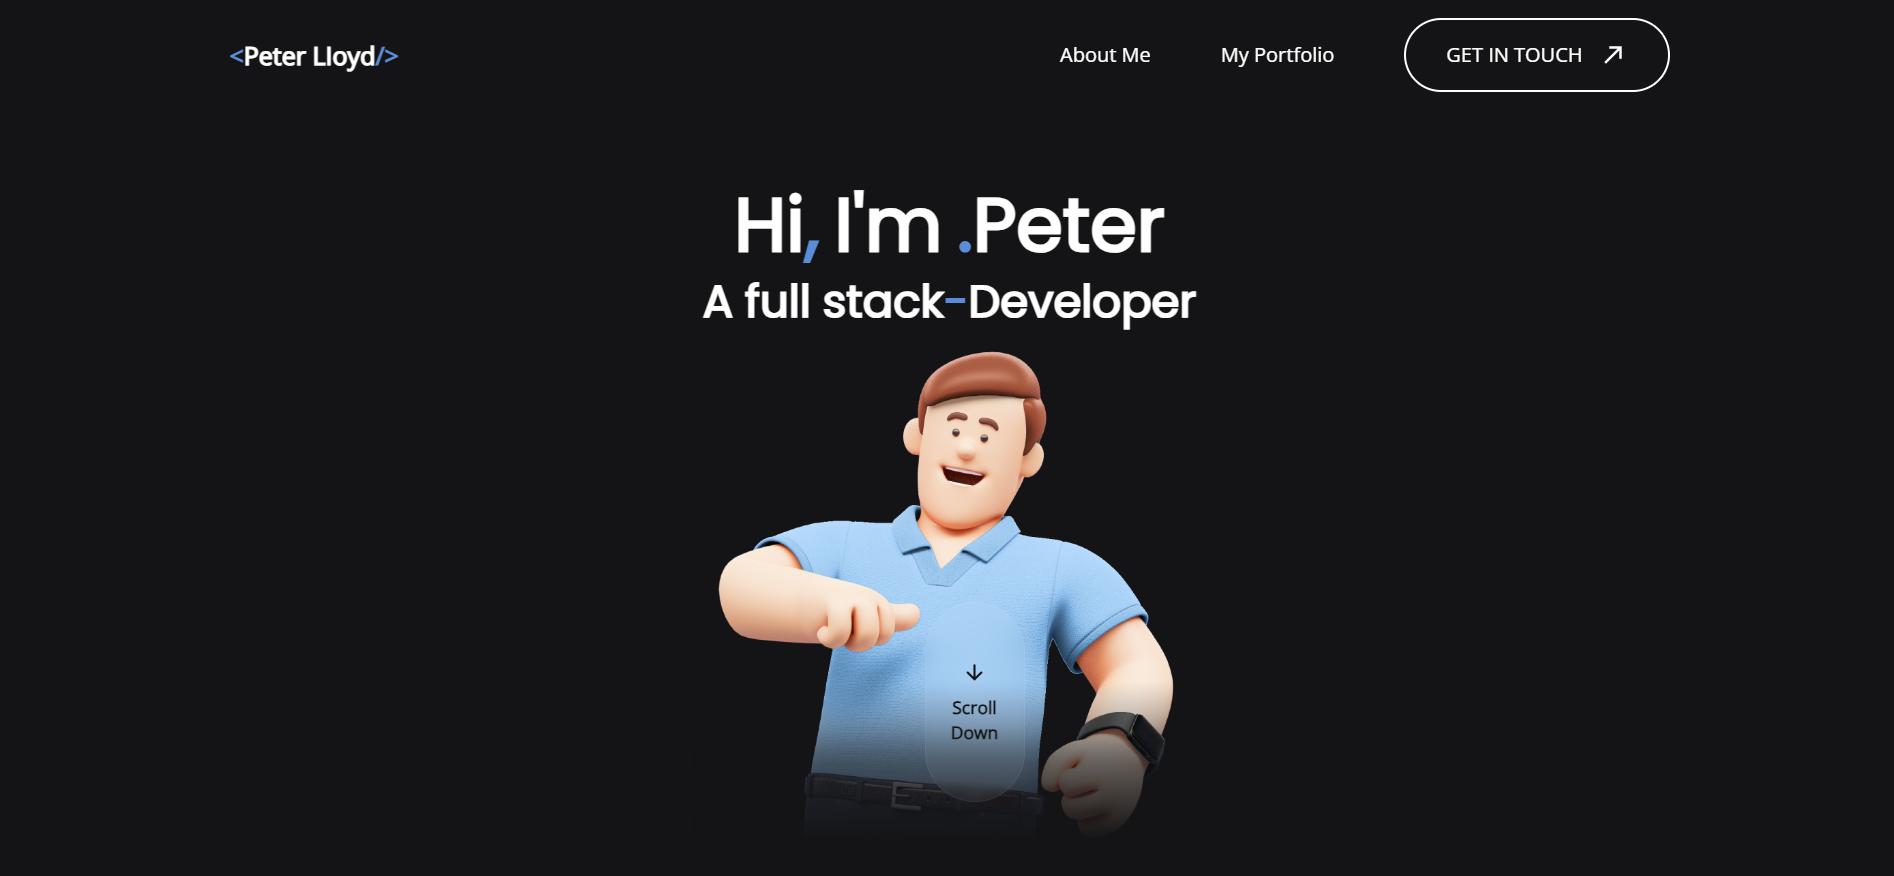 <Peter Lloyd/>
About Me
My Portfolio
GET IN TOUCH
Hi, I'm .Peter
A full stack-Developer
Scroll
Down